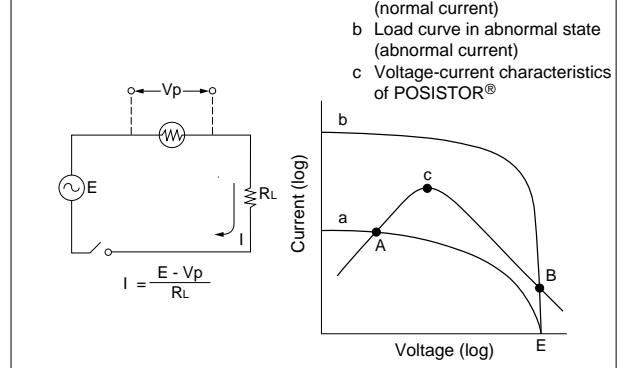 (normal current)
b Load curve in abnormal state
(abnormal current)
c Voltage-current characteristics
of POSISTOR®
Vp
E
RL
I
I = E - Vp
RL
Current (log)
b
c
a
A
B
Voltage (log)
E